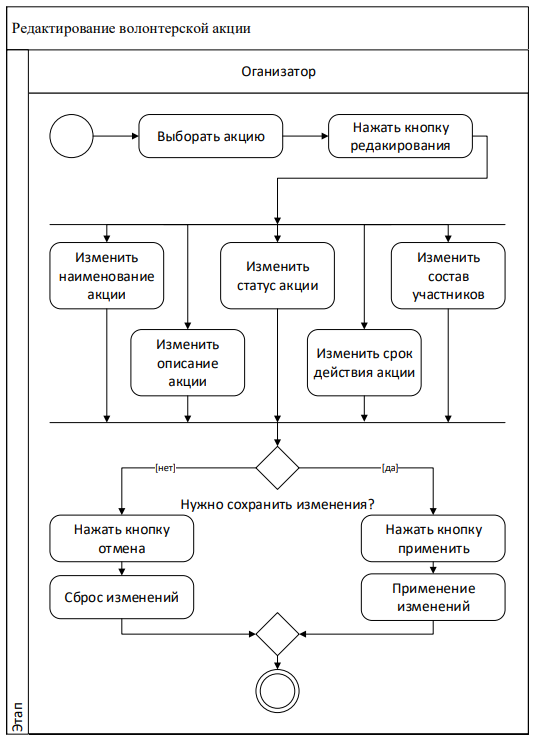 Редактирование волонтерской акции
Оганизатор
Выборать акцию
Нажать кнопку
редакирования
Изменить
наименование
акции
Изменить
статус акции
Изменить
состав
участников
Изменить
описание
акции
Изменить срок
действия акции
[нет]
[да]
Нужно сохранить изменения?
Нажать кнопку
отмена
Нажать кнопку
применить
Сброс изменений
Применение
изменений
Этап